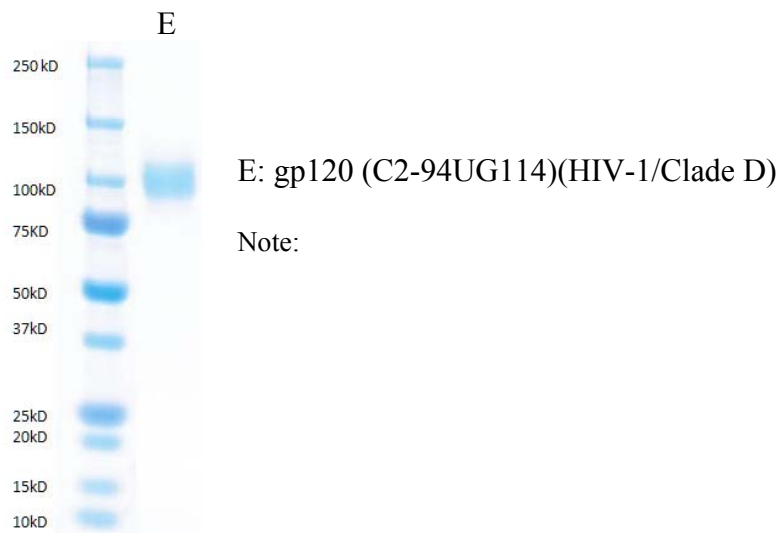 E
250 kD
150kD
100kD
E: gp120 (C2-94UG114)(HIV-1/Clade D)
75KD
Note:
50kD
37kD
25kD
20kD
15kD
10kD